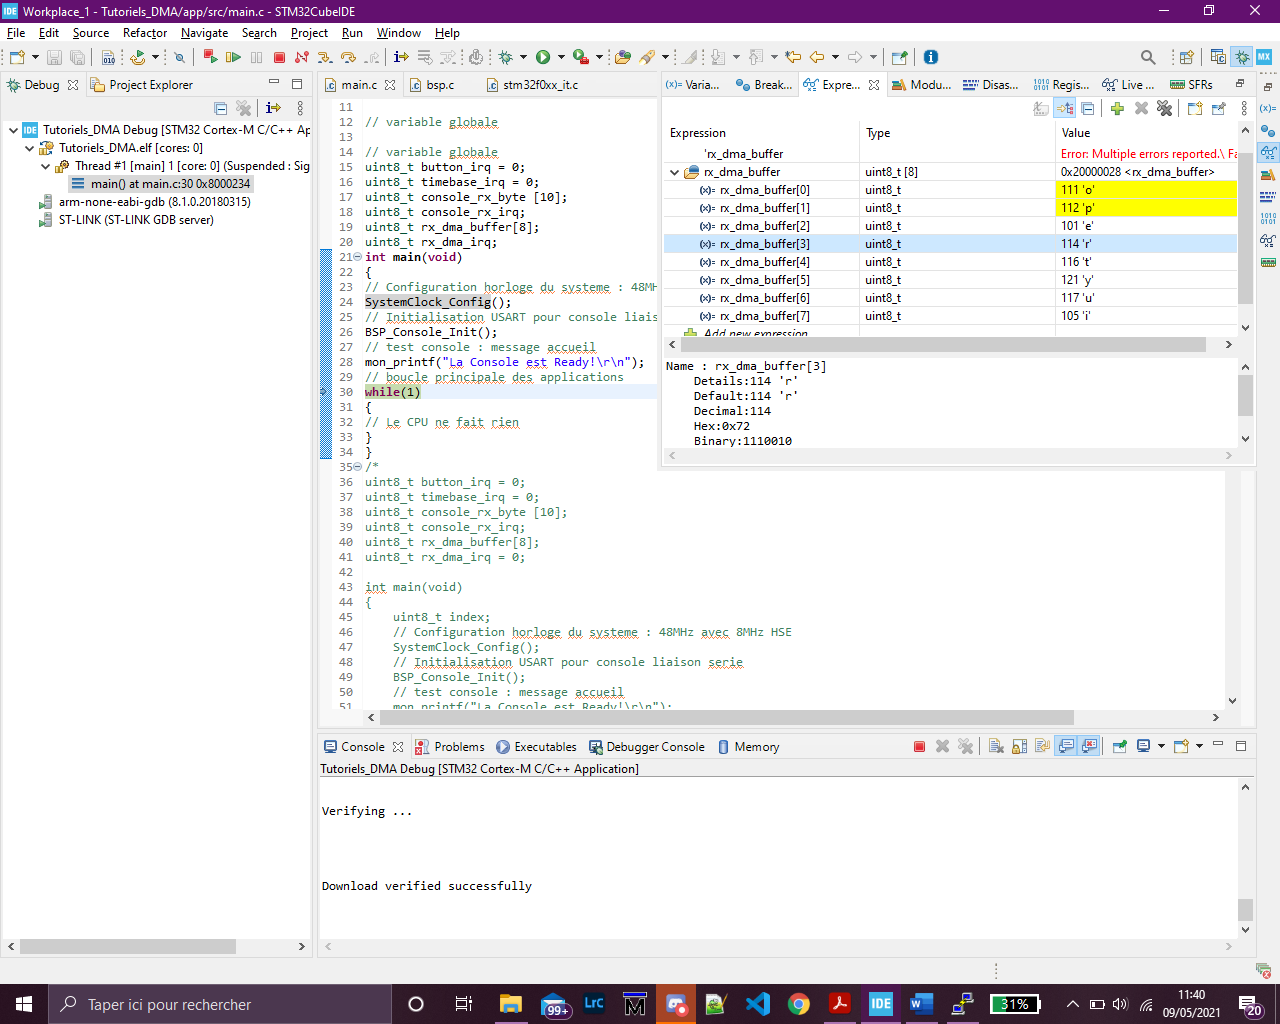 Workplace_1 - Tutoriels_DMA/app/src/main.c - STM32CubeIDE
File Edit Source Refactor Navigate Search Project Run Window Help
Debug Project Explorer
Tutoriels_DMA Debug [STM32 Cortex-M C/C++ Ap
Tutoriels_DMA.elf [cores: 0]
Thread #1 [main] 1 [core: 0] (Suspended : Sig
main() at main.c:30 0x8000234
arm-none-eabi-gdb (8.1.0.20180315)
ST-LINK (ST-LINK GDB server)
main.c bsp.c stm32f0xx_it.c
11
12 // variable globale
13
14 // variable globale
15 uint8_t button_irq = 0;
16 uint8_t timebase_irq = 0;
17 uint8_t console_rx_byte [10];
18 uint8_t console_rx_irq;
19 uint8_t rx_dma_buffer[8];
20 uint8_t rx_dma_irq;
21 int main(void)
22 {
23 // Configuration horloge du systeme : 48MH
24 SystemClock_Config();
25 // Initialisation USART pour console liais
26 BSP_Console_Init();
27 // test console : message accueil
28 mon_printf("La Console est Ready!\r\n");
29 // boucle principale des applications
30 while(1)
31 {
32 // Le CPU ne fait rien
33 }
34 }
35 /*
36 uint8_t button_irq = 0;
37 uint8_t timebase_irq = 0;
38 uint8_t console_rx_byte [10];
39 uint8_t console_rx_irq;
40 uint8_t rx_dma_buffer[8];
41 uint8_t rx_dma_irq = 0;
42
43 int main(void)
44 {
45 uint8_t index;
46 // Configuration horloge du systeme : 48MHz avec 8MHz HSE
47 SystemClock_Config();
48 // Initialisation USART pour console liaison serie
49 BSP_Console_Init();
50 // test console : message accueil
51 mon_printf("La Console est Ready!\r\n");
(x)= Varia... Break... Expre... Modu... Disas... Regis... Live ... SFRs
Expression Type Value
'rx_dma_buffer Error: Multiple errors reported.\ Fa
rx_dma_buffer uint8_t [8] 0x20000028 <rx_dma_buffer>
(x)= rx_dma_buffer[0] uint8_t 111 'o'
(x)= rx_dma_buffer[1] uint8_t 112 'p'
(x)= rx_dma_buffer[2] uint8_t 101 'e'
(x)= rx_dma_buffer[3] uint8_t 114 'r'
(x)= rx_dma_buffer[4] uint8_t 116 't'
(x)= rx_dma_buffer[5] uint8_t 121 'y'
(x)= rx_dma_buffer[6] uint8_t 117 'u'
(x)= rx_dma_buffer[7] uint8_t 105 'i'
Add new expression
Name : rx_dma_buffer[3]
Details:114 'r'
Default:114 'r'
Decimal:114
Hex:0x72
Binary:1110010
Console Problems Executables Debugger Console Memory
Tutoriels_DMA Debug [STM32 Cortex-M C/C++ Application]
Verifying ...
Download verified successfully
Taper ici pour rechercher
99+
LrC
IDE
31%
11:40
09/05/2021
20